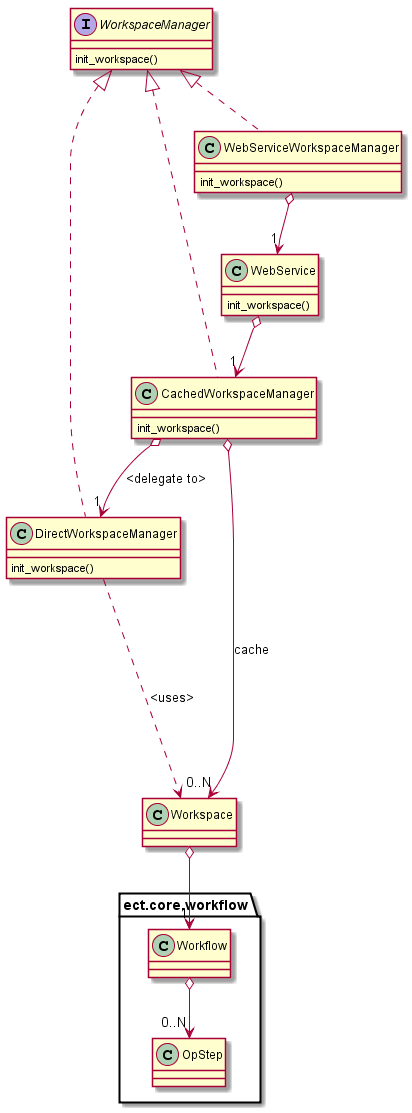 I WorkspaceManager
init_workspace()
C WebServiceWorkspaceManager
init_workspace()
1
C WebService
init_workspace()
1
C CachedWorkspaceManager
init_workspace()
<delegate to>
1
C DirectWorkspaceManager
init_workspace()
cache
<uses>
0..N
C Workspace
ect.core.workflow
1
C Workflow
0..N
C OpStep